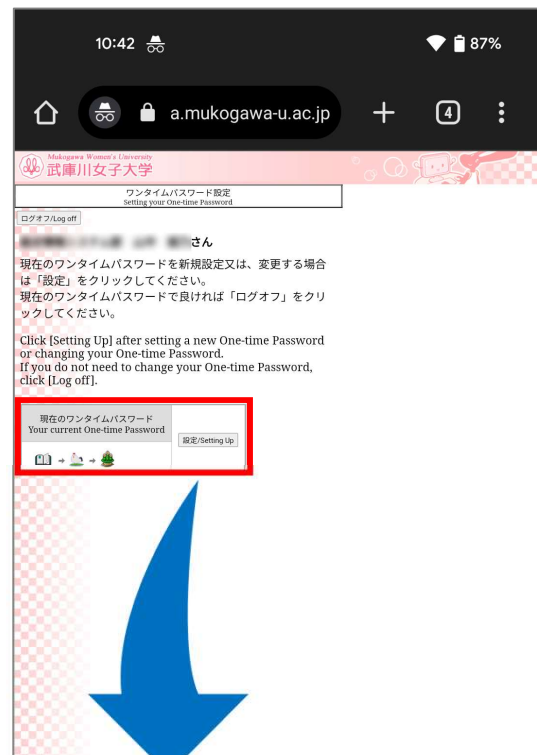 10:42
87%
a.mukogawa-u.ac.jp
4
Mukogawa Women's University
武庫川女子大学
ワンタイムパスワード設定
Setting your One-time Password
ログオフ/Log off
さん
現在のワンタイムパスワードを新規設定又は、変更する場合
は「設定」をクリックしてください。
現在のワンタイムパスワードで良ければ「ログオフ」をクリ
ックしてください。
Click [Setting Up] after setting a new One-time Password
or changing your One-time Password.
If you do not need to change your One-time Password,
click [Log off].
現在のワンタイムパスワード
Your current One-time Password
設定/Setting Up